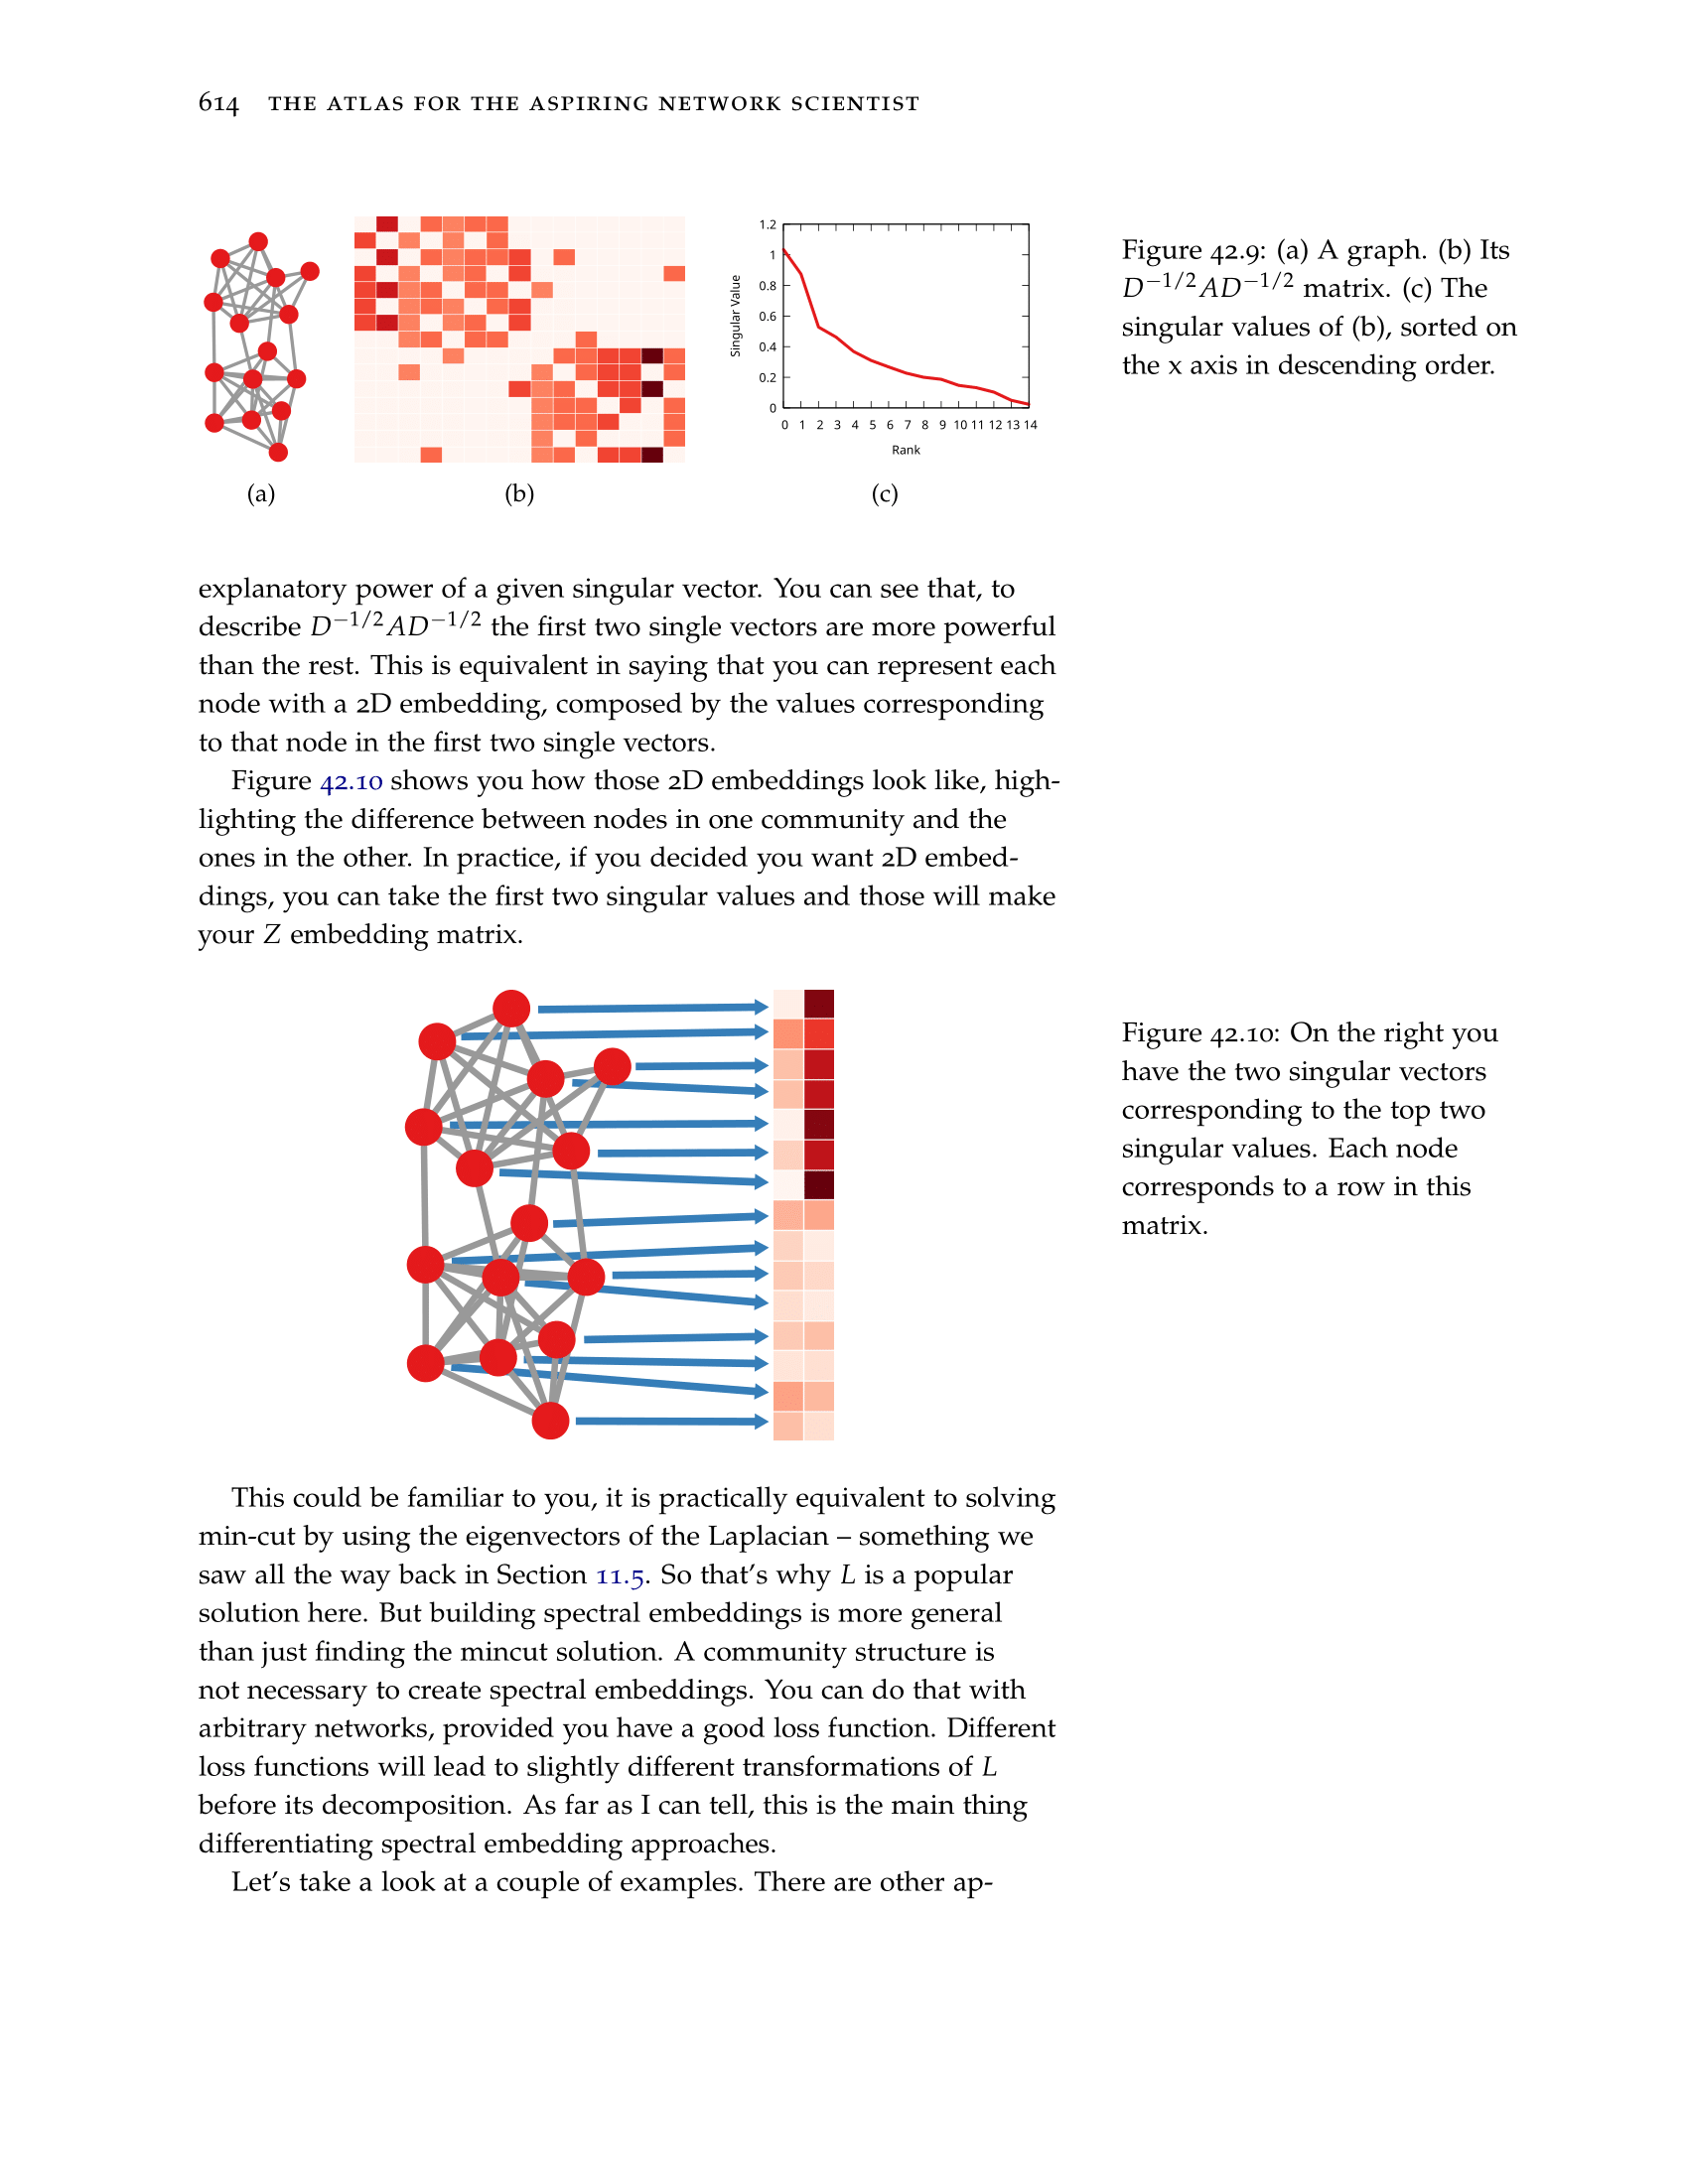 614 THE ATLAS FOR THE ASPIRING NETWORK SCIENTIST
1.2
1
0.8
0.6
0.4
0.2
0
Singular Value
0 1 2 3 4 5 6 7 8 9 10 11 12 13 14
Rank
(a) (b) (c)
Figure 42.9: (a) A graph. (b) Its
D−1/2AD−1/2 matrix. (c) The
singular values of (b), sorted on
the x axis in descending order.
explanatory power of a given singular vector. You can see that, to
describe D−1/2AD−1/2 the first two single vectors are more powerful
than the rest. This is equivalent in saying that you can represent each
node with a 2D embedding, composed by the values corresponding
to that node in the first two single vectors.
Figure 42.10 shows you how those 2D embeddings look like, high-
lighting the difference between nodes in one community and the
ones in the other. In practice, if you decided you want 2D embed-
dings, you can take the first two singular values and those will make
your Z embedding matrix.
Figure 42.10: On the right you
have the two singular vectors
corresponding to the top two
singular values. Each node
corresponds to a row in this
matrix.
This could be familiar to you, it is practically equivalent to solving
min-cut by using the eigenvectors of the Laplacian – something we
saw all the way back in Section 11.5. So that's why L is a popular
solution here. But building spectral embeddings is more general
than just finding the mincut solution. A community structure is
not necessary to create spectral embeddings. You can do that with
arbitrary networks, provided you have a good loss function. Different
loss functions will lead to slightly different transformations of L
before its decomposition. As far as I can tell, this is the main thing
differentiating spectral embedding approaches.
Let's take a look at a couple of examples. There are other ap-